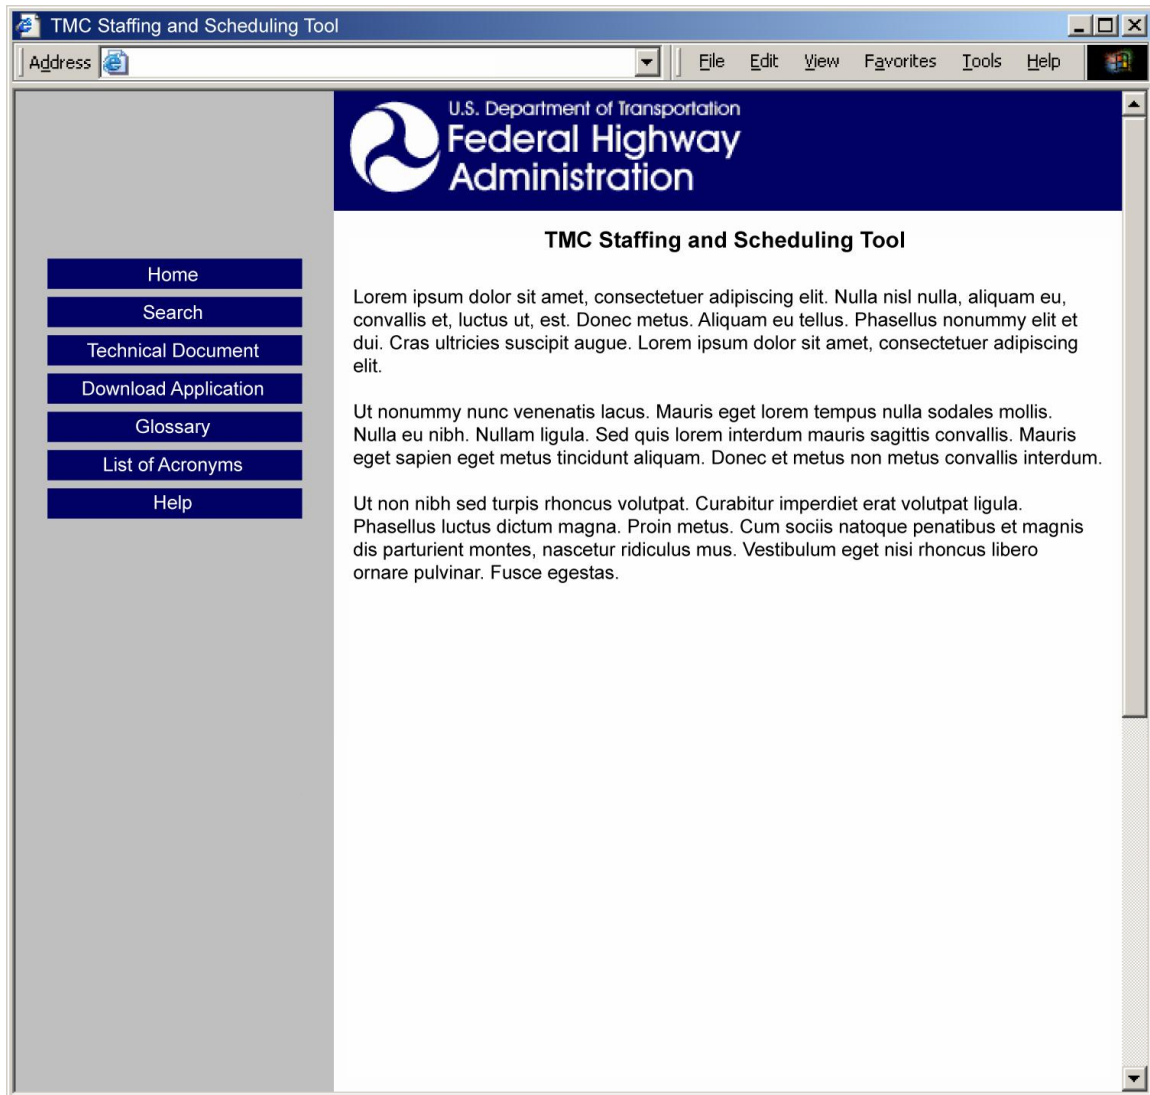 TMC Staffing and Scheduling Tool
Address File Edit View Favorites Tools Help
U.S. Department of Transportation
Federal Highway
Administration
Home
Search
Technical Document
Download Application
Glossary
List of Acronyms
Help
TMC Staffing and Scheduling Tool
Lorem ipsum dolor sit amet, consectetuer adipiscing elit. Nulla nisl nulla, aliquam eu,
convallis et, luctus ut, est. Donec metus. Aliquam eu tellus. Phasellus nonummy elit et
dui. Cras ultricies suscipit augue. Lorem ipsum dolor sit amet, consectetuer adipiscing
elit.
Ut nonummy nunc venenatis lacus. Mauris eget lorem tempus nulla sodales mollis.
Nulla eu nibh. Nullam ligula. Sed quis lorem interdum mauris sagittis convallis. Mauris
eget sapien eget metus tincidunt aliquam. Donec et metus non metus convallis interdum.
Ut non nibh sed turpis rhoncus volutpat. Curabitur imperdiet erat volutpat ligula.
Phasellus luctus dictum magna. Proin metus. Cum sociis natoque penatibus et magnis
dis parturient montes, nascetur ridiculus mus. Vestibulum eget nisi rhoncus libero
ornare pulvinar. Fusce egestas.